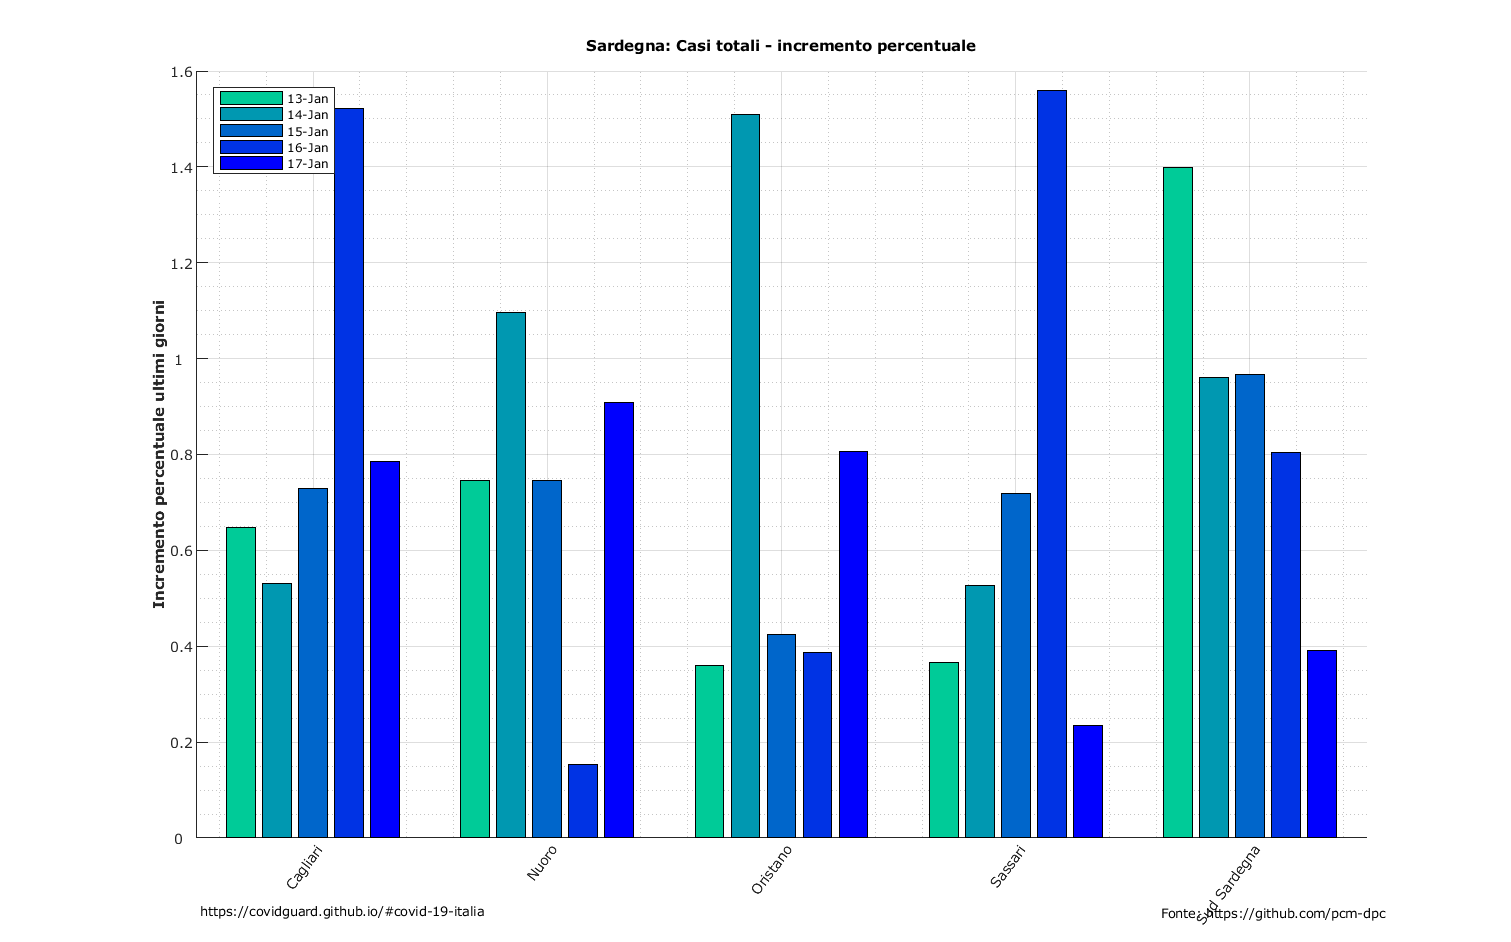 Sardegna: Casi totali - incremento percentuale
1.6
1.4
1.2
1
0.8
0.6
0.4
0.2
0
Incremento percentuale ultimi giorni
13-Jan
14-Jan
15-Jan
16-Jan
17-Jan
Cagliari
Nuoro
Oristano
Sassari
Sud Sardegna
https://covidguard.github.io/#covid-19-italia
Fonte: https://github.com/pcm-dpc